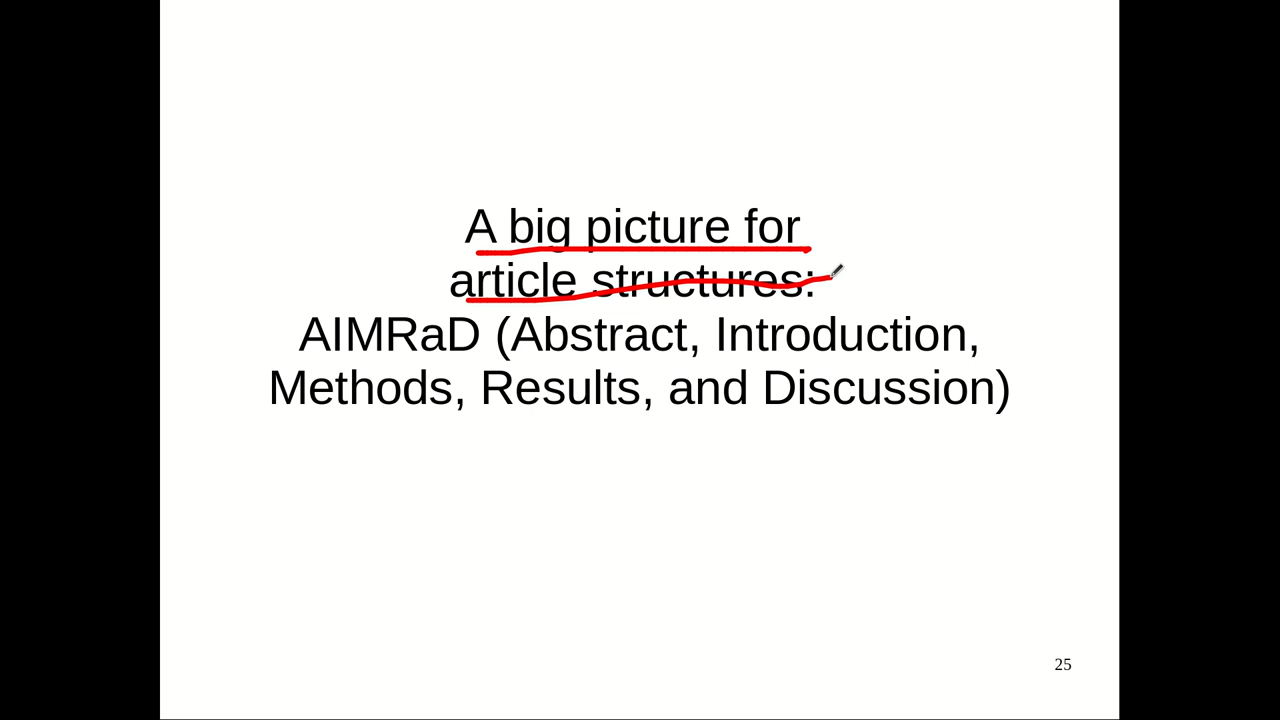 A big picture for
article structures:
AIMRaD (Abstract, Introduction,
Methods, Results, and Discussion)
25